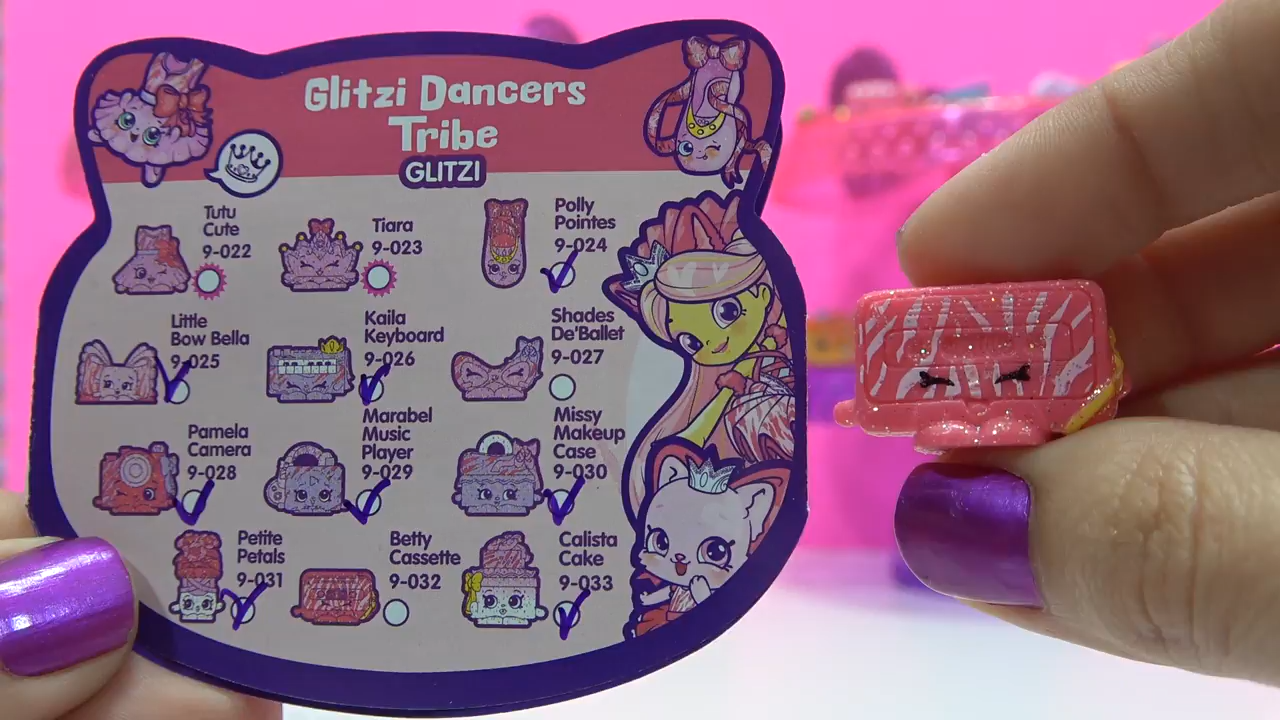 Glitzi Dancers
Tribe
GLITZI
Tutu
Cute
9-022
Tiara
9-023
Polly
Pointes
9-024
Little
Bow Bella
9-025
Kaila
Keyboard
9-026
Shades
De'Ballet
9-027
Pamela
Camera
9-028
Marabel
Music
Player
9-029
Missy
Makeup
Case
9-030
Petite
Petals
9-031
Betty
Cassette
9-032
Calista
Cake
9-033